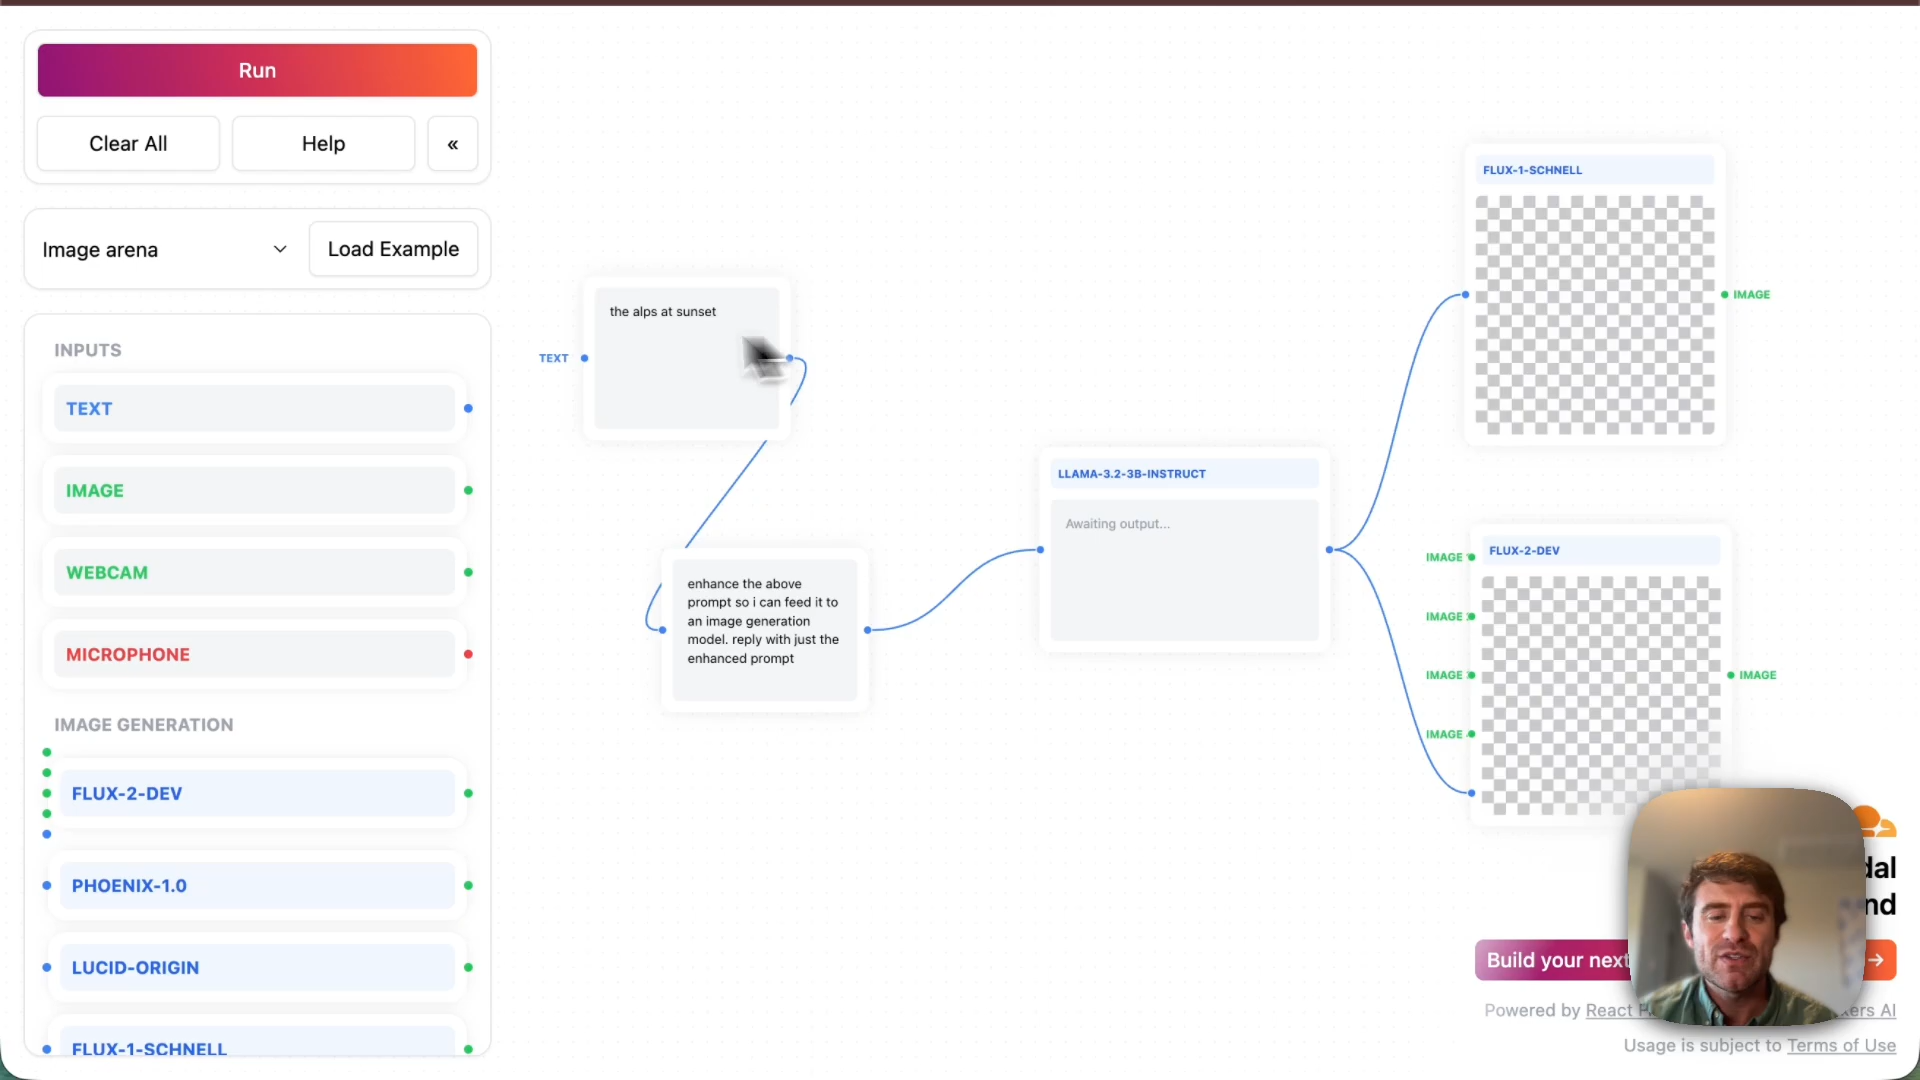 Run
Clear All
Help
«
Image arena
Load Example
INPUTS
TEXT
IMAGE
WEBCAM
MICROPHONE
IMAGE GENERATION
FLUX-2-DEV
PHOENIX-1.0
LUCID-ORIGIN
FLUX-1-SCHNELL
TEXT
the alps at sunset
enhance the above
prompt so i can feed it to
an image generation
model. reply with just the
enhanced prompt
LLAMA-3.2-3B-INSTRUCT
Awaiting output...
FLUX-1-SCHNELL
IMAGE
FLUX-2-DEV
IMAGE
IMAGE
IMAGE
IMAGE
IMAGE
Build your next
Powered by React AI
Usage is subject to Terms of Use